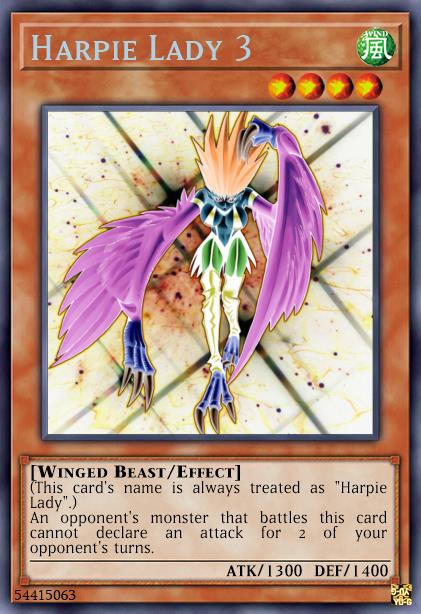 Harpie Lady 3
WIND
風
[Winged Beast/Effect]
(This card's name is always treated as "Harpie
Lady".)
An opponent's monster that battles this card
cannot declare an attack for 2 of your
opponent's turns.
ATK/1300 DEF/1400
54415063